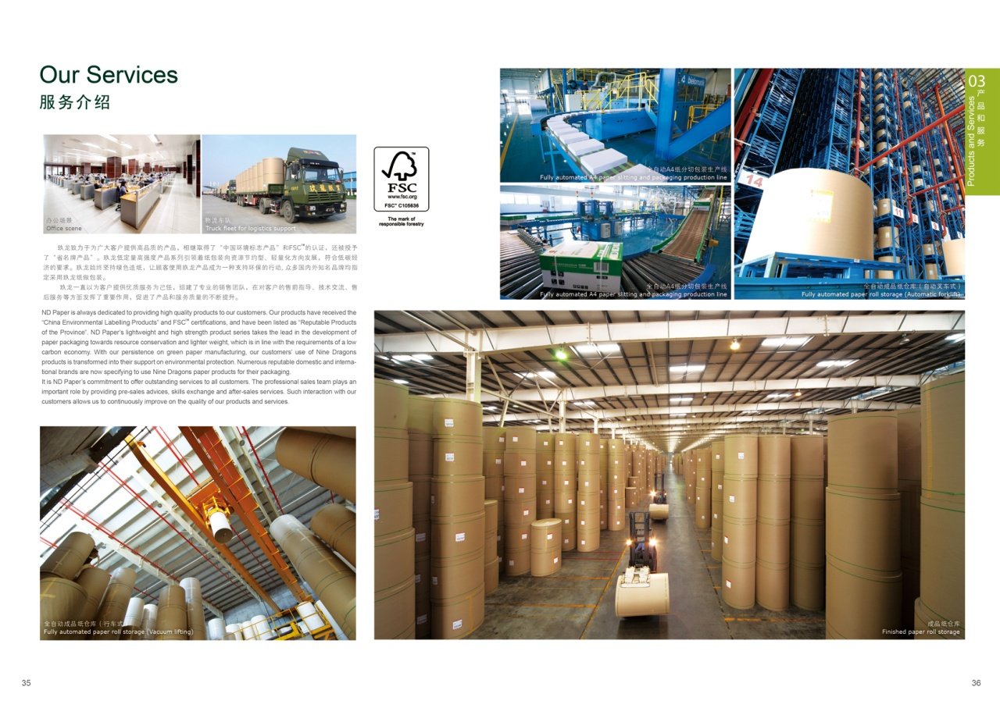 Our Services
服务介绍
办公场景
Office scene
物流车队
Truck fleet for logistics support
玖龙纸业
FSC™
www.fsc.org
FSC™ C105636
The mark of
responsible forestry
玖龙致力于为广大客户提供高品质的产品，相继取得了“中国环境标志产品”和FSC™的认证，还被授予
了“省名牌产品”。玖龙低定量高强度产品系列引领着纸包装向资源节约型、轻量化方向发展，符合低碳经
济的要求。玖龙始终坚持绿色造纸，让顾客使用玖龙产品成为一种支持环保的行动,众多国内外知名品牌均指
定采用玖龙纸做包装。
玖龙一直以为客户提供优质服务为己任，组建了专业的销售团队，在对客户的售前指导、技术交流、售
后服务等方面发挥了重要作用，促进了产品和服务质量的不断提升。
ND Paper is always dedicated to providing high quality products to our customers. Our products have received the
“China Environmental Labelling Products” and FSC™ certifications, and have been listed as “Reputable Products
of the Province”. ND Paper's lightweight and high strength product series takes the lead in the development of
paper packaging towards resource conservation and lighter weight, which is in line with the requirements of a low
carbon economy. With our persistence on green paper manufacturing, our customers' use of Nine Dragons
products is transformed into their support on environmental protection. Numerous reputable domestic and interna-
tional brands are now specifying to use Nine Dragons paper products for their packaging.
It is ND Paper's commitment to offer outstanding services to all customers. The professional sales team plays an
important role by providing pre-sales advices, skills exchange and after-sales services. Such interaction with our
customers allows us to continuously improve on the quality of our products and services.
全自动成品纸仓库（行车式）
Fully automated paper roll storage (Vacuum lifting)
35
bielomatik
全自动A4纸分切包装生产线
Fully automated A4 paper slitting and packaging production line
全自动A4纸分切包装生产线
Fully automated A4 paper slitting and packaging production line
14
11
全自动成品纸仓库（自动叉车式）
Fully automated paper roll storage (Automatic forklift)
03
产品和服务
Products and Services
成品纸仓库
Finished paper roll storage
36